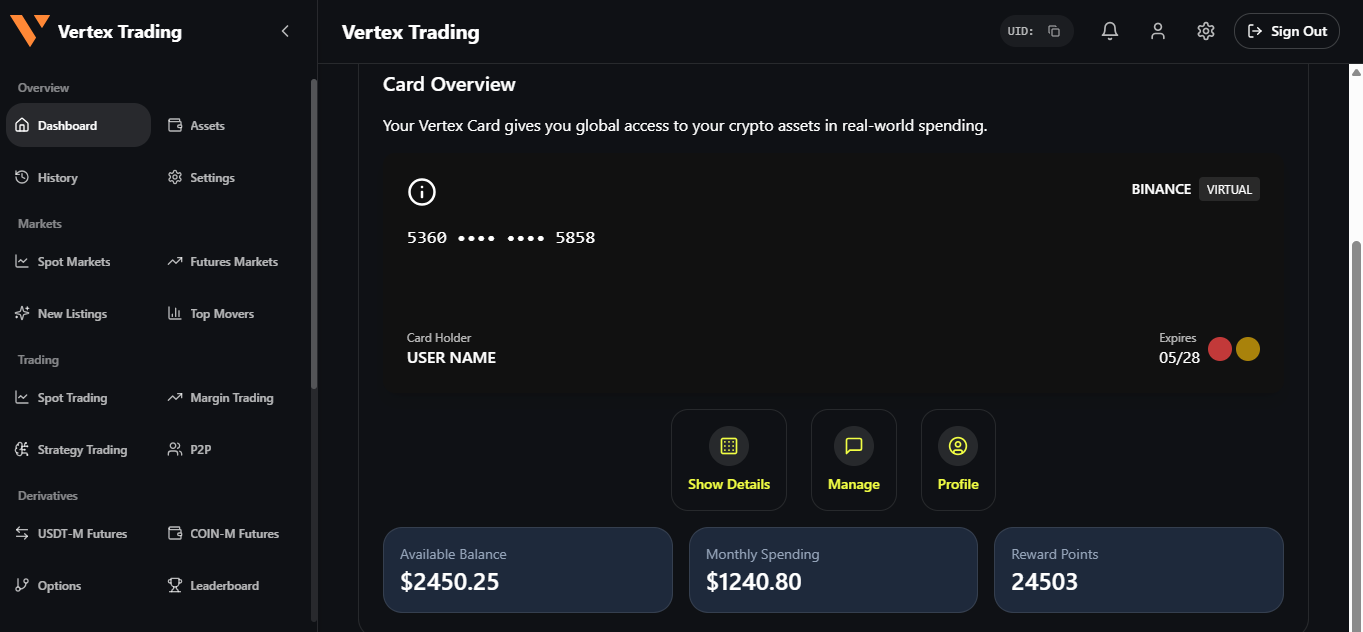 Vertex Trading
Vertex Trading
UID:
Sign Out
Overview
Dashboard
Assets
History
Settings
Markets
Spot Markets
Futures Markets
New Listings
Top Movers
Trading
Spot Trading
Margin Trading
Strategy Trading
P2P
Derivatives
USDT-M Futures
COIN-M Futures
Options
Leaderboard
Card Overview
Your Vertex Card gives you global access to your crypto assets in real-world spending.
BINANCE VIRTUAL
5360 •••• •••• 5858
Card Holder
USER NAME
Expires
05/28
Show Details
Manage
Profile
Available Balance
$2450.25
Monthly Spending
$1240.80
Reward Points
24503